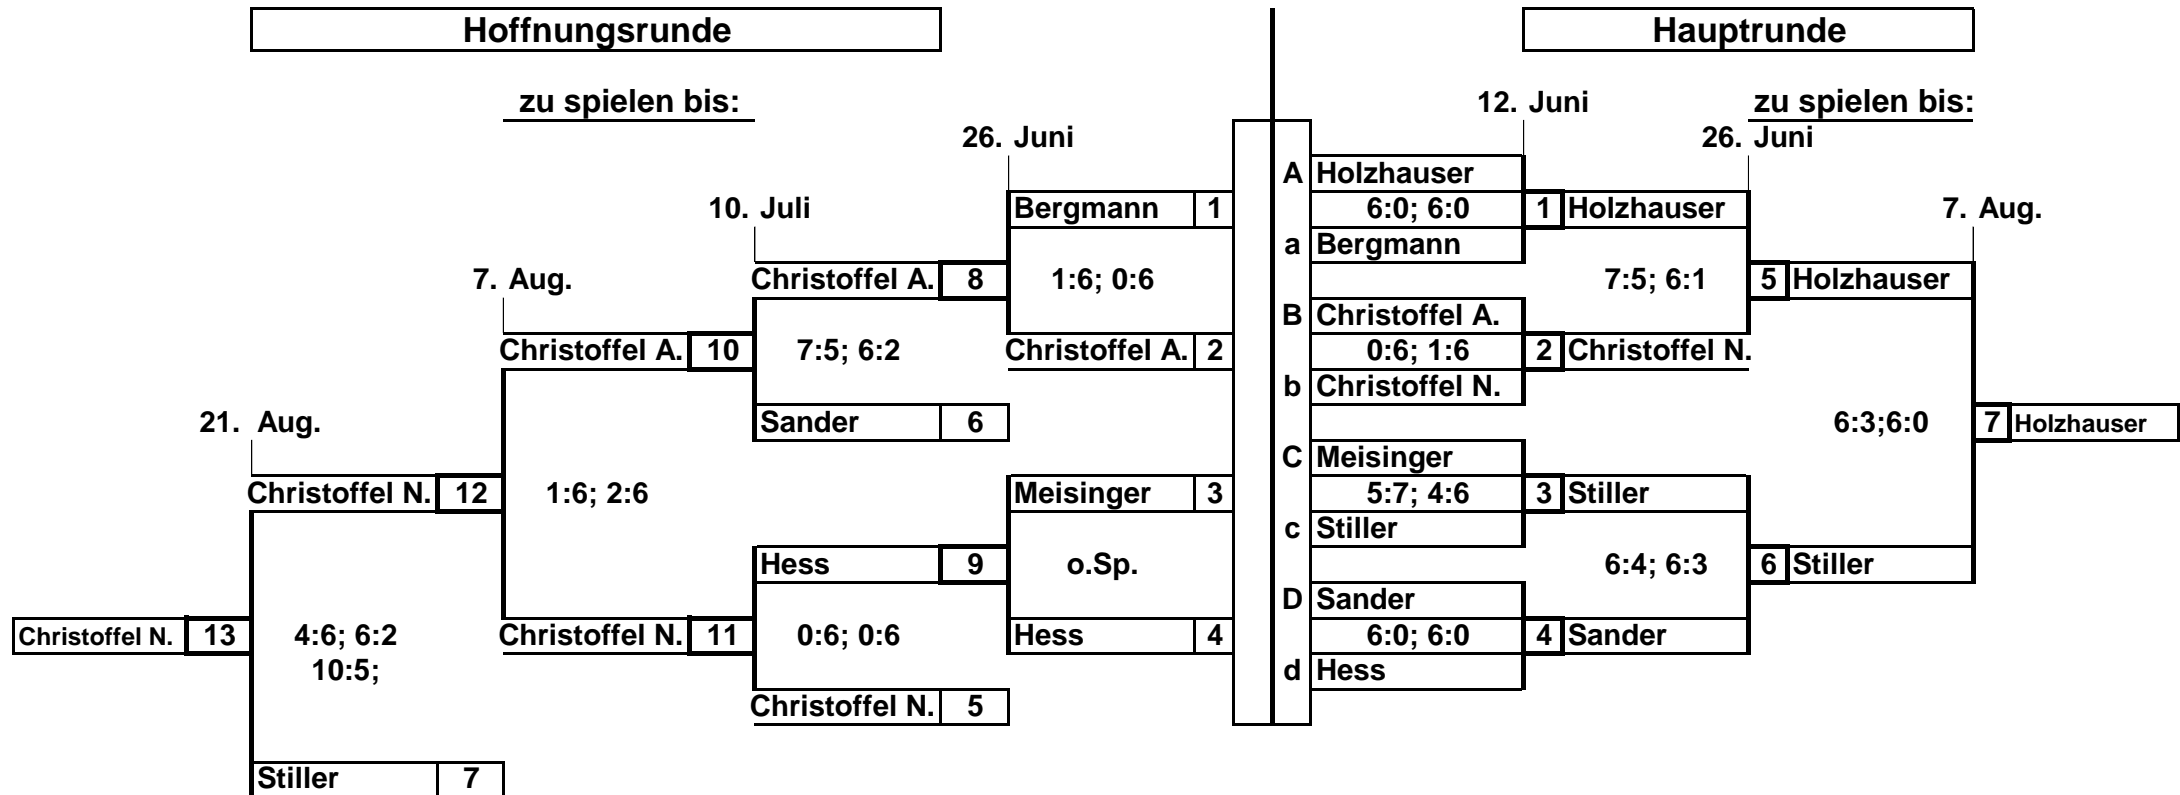 Hoffnungsrunde Hauptrunde
zu spielen bis: 12. Juni zu spielen bis:
26. Juni 26. Juni
A Holzhauser
10. Juli Bergmann 1 6:0; 6:0 1 Holzhauser 7. Aug.
a Bergmann
7. Aug. Christoffel A. 8 1:6; 0:6 7:5; 6:1 5 Holzhauser
B Christoffel A.
Christoffel A. 10 7:5; 6:2 Christoffel A. 2 0:6; 1:6 2 Christoffel N.
b Christoffel N.
21. Aug. Sander 6 6:3;6:0 7 Holzhauser
C Meisinger
Christoffel N. 12 1:6; 2:6 Meisinger 3 5:7; 4:6 3 Stiller
c Stiller
Hess 9 o.Sp. 6:4; 6:3 6 Stiller
D Sander
Christoffel N. 13 4:6; 6:2 Christoffel N. 11 0:6; 0:6 Hess 4 6:0; 6:0 4 Sander
10:5; d Hess
Christoffel N. 5
Stiller 7